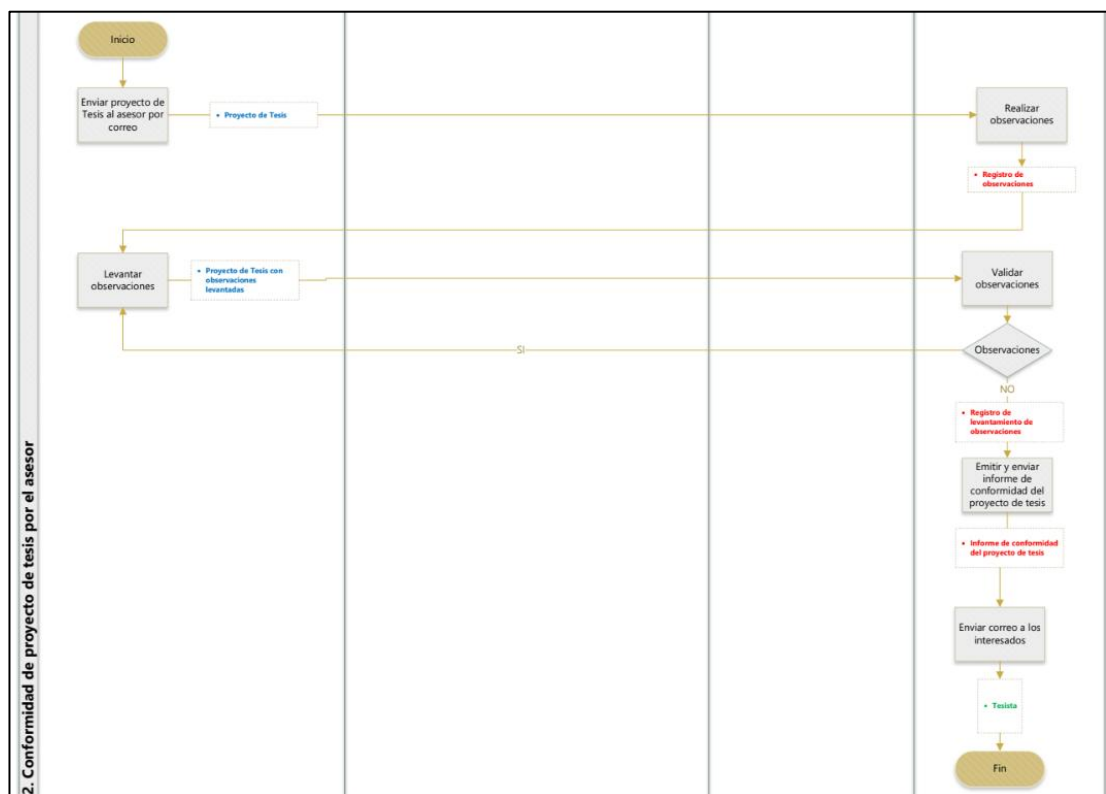 2. Conformidad de proyecto de tesis por el asesor
Inicio
Enviar proyecto de
Tesis al asesor por
correo
• Proyecto de Tesis
Realizar
observaciones
• Registro de
observaciones
Levantar
observaciones
• Proyecto de Tesis con
observaciones
levantadas
Validar
observaciones
Observaciones
SI
NO
• Registro de
levantamiento de
observaciones
Emitir y enviar
informe de
conformidad del
proyecto de tesis
• Informe de conformidad
del proyecto de tesis
Enviar correo a los
interesados
• Tesista
Fin